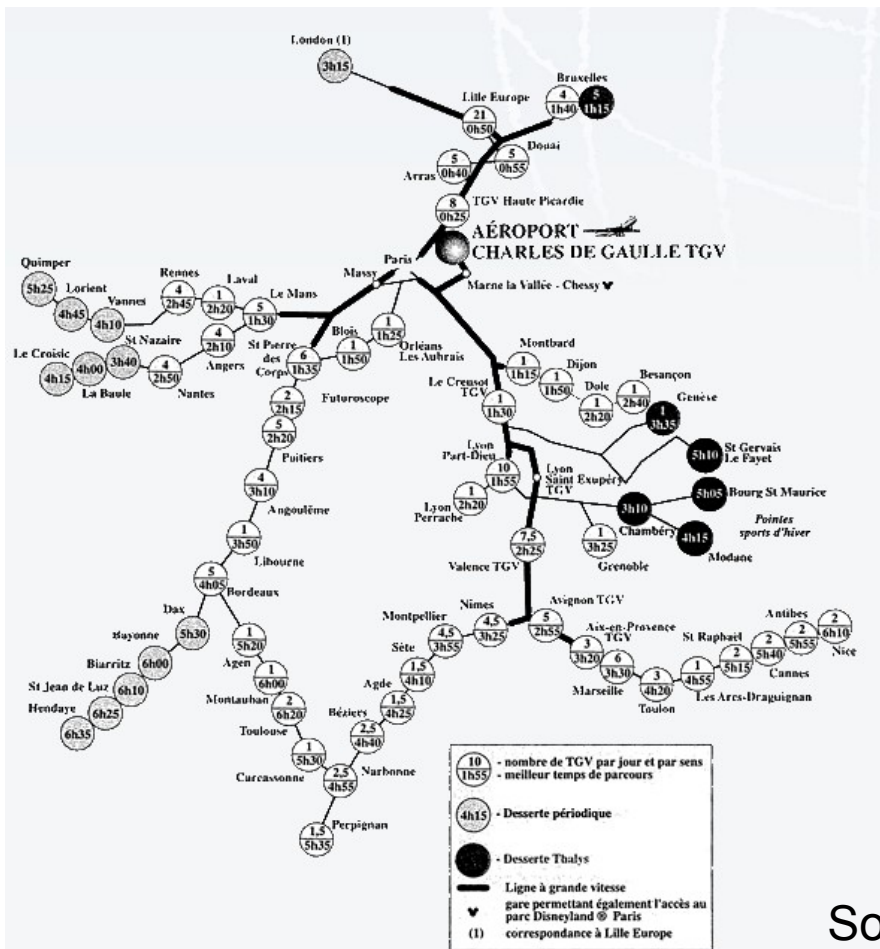 London (1)
3h15
Bruxelles
4
1h40
5
1h15
Lille Europe
21
0h50
Douai
5
0h55
Arras
5
0h40
TGV Haute Picardie
8
0h25
AÉROPORT
CHARLES DE GAULLE TGV
Paris
Massy
Marne la Vallée - Chessy
Quimper
5h25
Lorient
4h45
Vannes
4h10
Rennes
4
2h45
Laval
1
2h20
Le Mans
5
1h30
Le Croisic
4h15
La Baule
4h00
St Nazaire
3h40
Nantes
4
2h50
Angers
4
2h10
St Pierre
des
Corps
6
1h35
Blois
1
1h50
Orléans
Les Aubrais
1
1h25
Futuroscope
2
2h15
Poitiers
5
2h20
Angoulême
4
3h10
Libourne
1
3h50
Bordeaux
5
4h05
Dax
5h30
Bayonne
6h00
Biarritz
6h10
St Jean de Luz
6h25
Hendaye
6h35
Agen
1
5h20
Montauban
1
6h00
Toulouse
2
6h20
Carcassonne
1
5h30
Narbonne
2,5
4h55
Perpignan
1,5
5h35
Béziers
2,5
4h40
Agde
1,5
4h25
Sète
1,5
4h10
Montpellier
4,5
3h55
Nîmes
4,5
3h25
Montbard
1
1h15
Dijon
1
1h50
Dole
1
2h20
Besançon
1
2h40
Le Creusot
TGV
1
1h30
Genèse
1
3h35
St Gervais
Le Fayet
5h10
Lyon
Part-Dieu
10
1h55
Lyon
Saint Exupéry
TGV
Lyon
Perrache
1
2h20
Bourg St Maurice
5h05
Chambéry
3h10
Modane
4h15
Pointes
sports d'hiver
Grenoble
1
3h25
Valence TGV
7,5
2h25
Avignon TGV
5
2h55
Aix-en-Provence
TGV
3
3h20
Marseille
6
3h30
Toulon
3
4h20
Les Arcs-Draguignan
1
4h55
St Raphaël
2
5h15
Cannes
2
5h40
Antibes
2
5h55
Nice
2
6h10
10
1h55
- nombre de TGV par jour et par sens
- meilleur temps de parcours
4h15
- Desserte périodique
- Desserte Thalys
Ligne à grande vitesse
gare permettant également l'accès au
parc Disneyland ® Paris
(1) correspondance à Lille Europe
So